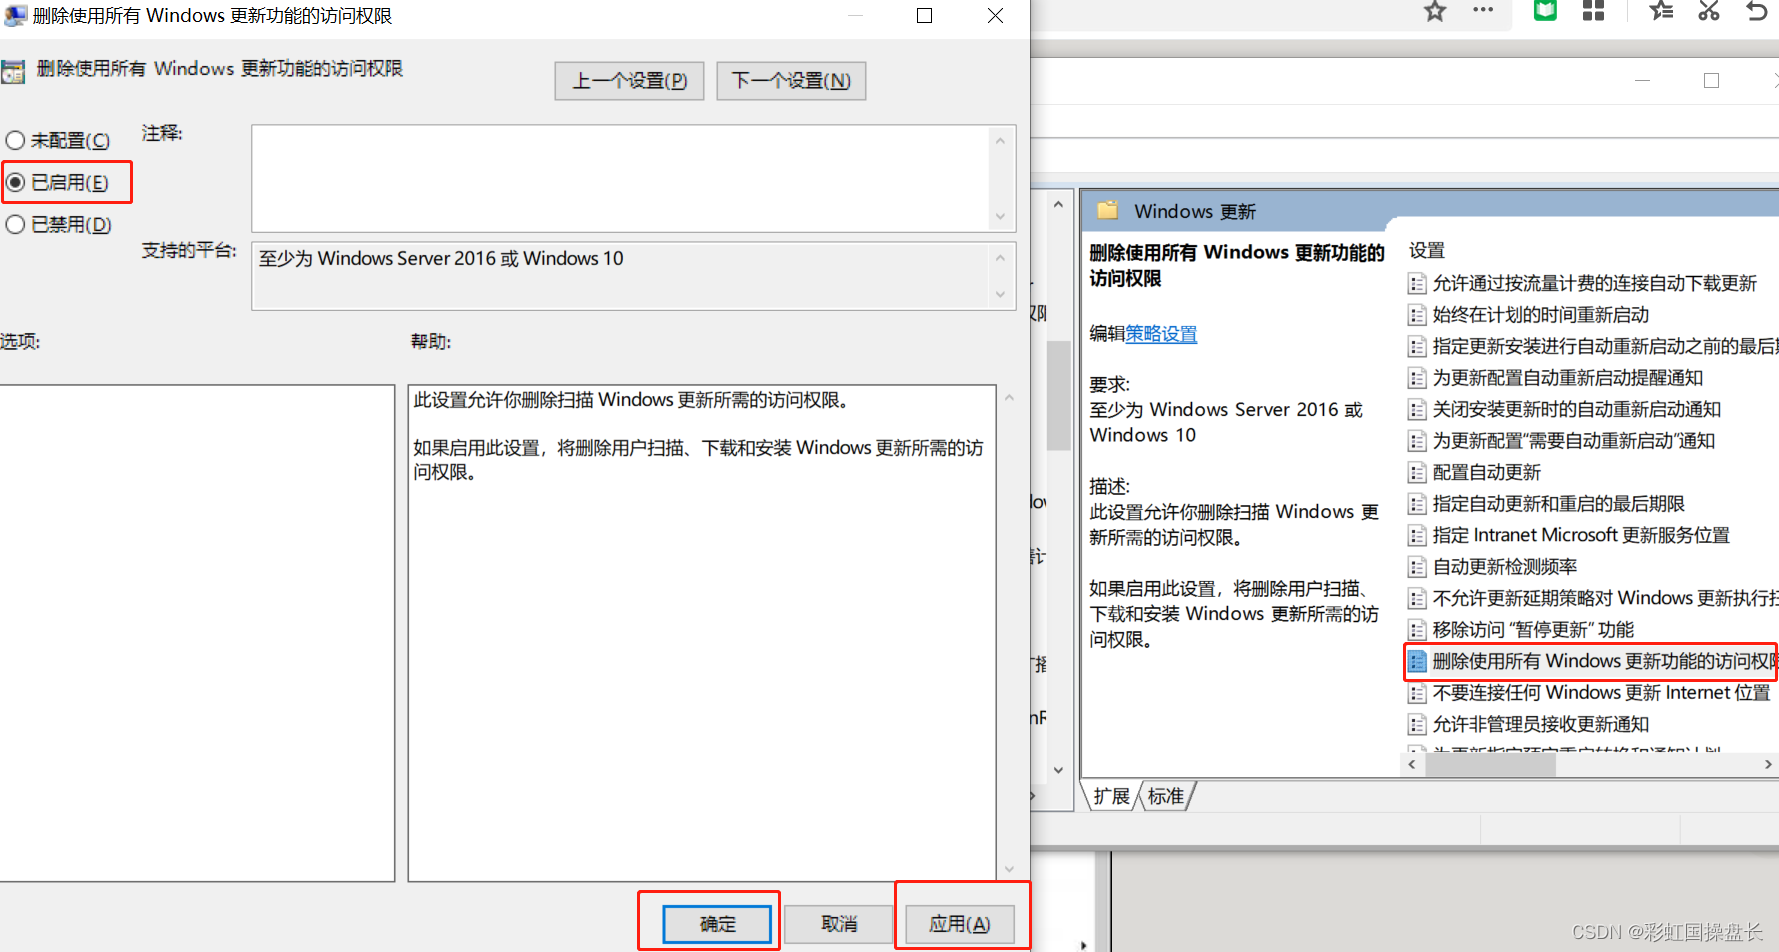 删除使用所有 Windows 更新功能的访问权限
删除使用所有 Windows 更新功能的访问权限
上一个设置(P)
下一个设置(N)
未配置(C)
注释:
已启用(E)
已禁用(D)
支持的平台:
至少为 Windows Server 2016 或 Windows 10
选项:
帮助:
此设置允许你删除扫描 Windows 更新所需的访问权限。
如果启用此设置，将删除用户扫描、下载和安装 Windows 更新所需的访
问权限。
确定
取消
应用(A)
Windows 更新
删除使用所有 Windows 更新功能的
访问权限
编辑策略设置
要求:
至少为 Windows Server 2016 或
Windows 10
描述:
此设置允许你删除扫描 Windows 更
新所需的访问权限。
如果启用此设置，将删除用户扫描、
下载和安装 Windows 更新所需的访
问权限。
设置
允许通过按流量计费的连接自动下载更新
始终在计划的时间重新启动
指定更新安装进行自动重新启动之前的最后
为更新配置自动重新启动提醒通知
关闭安装更新时的自动重新启动通知
为更新配置“需要自动重新启动”通知
配置自动更新
指定自动更新和重启的最后期限
指定 Intranet Microsoft 更新服务位置
自动更新检测频率
不允许更新延期策略对 Windows 更新执行
移除访问 “暂停更新” 功能
删除使用所有 Windows 更新功能的访问权
不要连接任何 Windows 更新 Internet 位置
允许非管理员接收更新通知
扩展
标准
CSDN @彩虹国操盘长